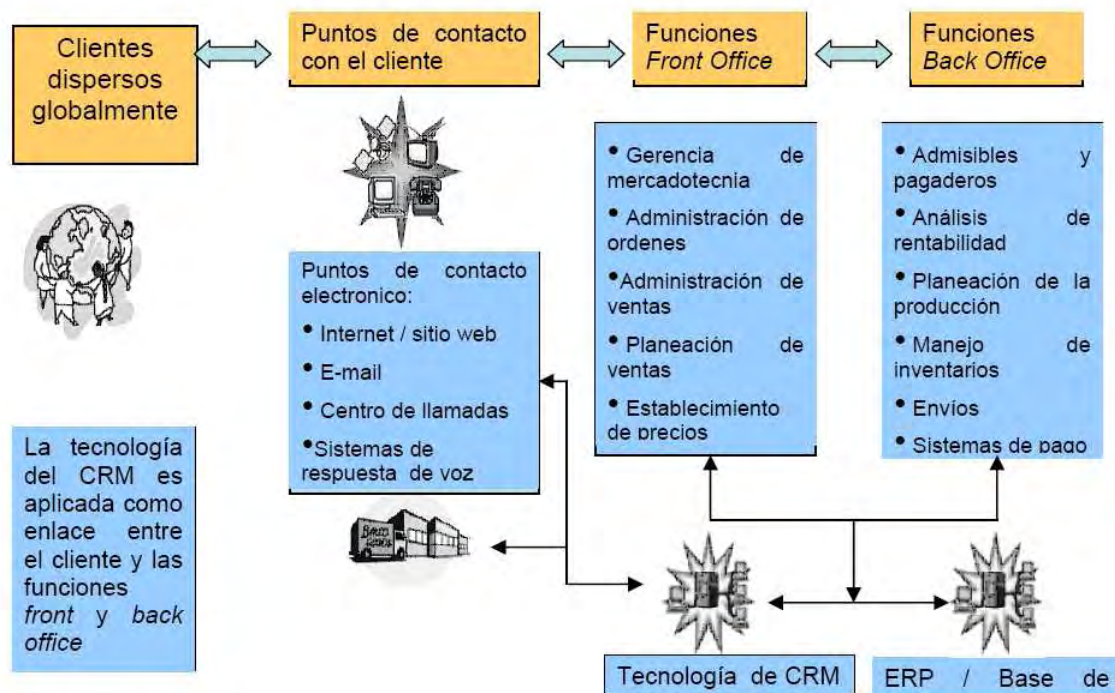 Clientes
dispersos
globalmente
Puntos de contacto
con el cliente
Funciones
Front Office
Funciones
Back Office
• Gerencia de
mercadotecnia
• Administración de
ordenes
•Administración de
ventas
• Planeación de
ventas
• Establecimiento
de precios
• Admisibles y
pagaderos
• Análisis de
rentabilidad
• Planeación de la
producción
• Manejo de
inventarios
• Envíos
• Sistemas de pago
Puntos de contacto
electronico:
• Internet / sitio web
• E-mail
• Centro de llamadas
•Sistemas de
respuesta de voz
La tecnología
del CRM es
aplicada como
enlace entre
el cliente y las
funciones
front y back
office
Tecnología de CRM
ERP / Base de